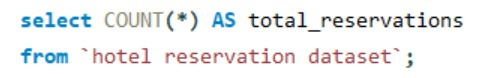 select COUNT(*) AS total_reservations
from `hotel reservation dataset`;